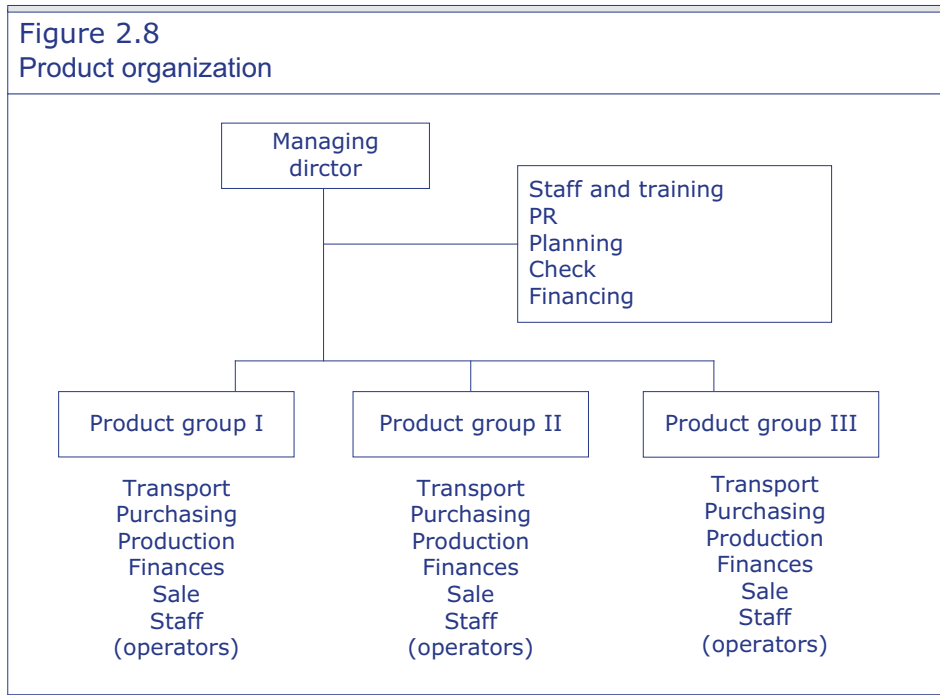 Figure 2.8
Product organization
Managing
dirctor
Staff and training
PR
Planning
Check
Financing
Product group I
Product group II
Product group III
Transport
Purchasing
Production
Finances
Sale
Staff
(operators)
Transport
Purchasing
Production
Finances
Sale
Staff
(operators)
Transport
Purchasing
Production
Finances
Sale
Staff
(operators)